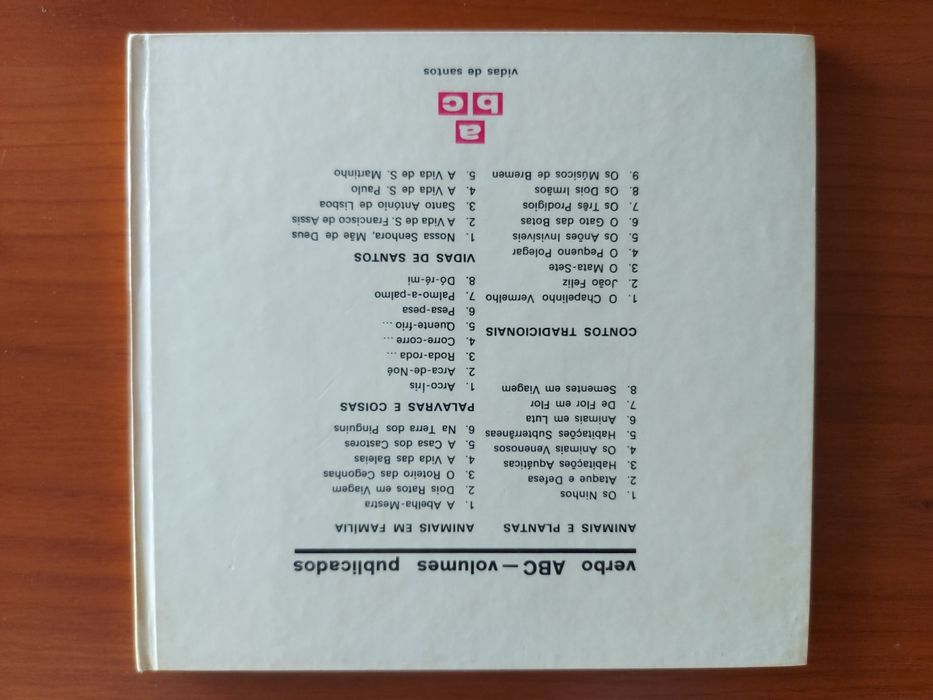 verbo ABC — volumes publicados
ANIMAIS E PLANTAS
1. Os Ninhos
2. Ataque e Defesa
3. Habitações Aquáticas
4. Os Animais Venenosos
5. Habitações Subterrâneas
6. Animais em Luta
7. De Flor em Flor
8. Sementes em Viagem
CONTOS TRADICIONAIS
1. O Chapelinho Vermelho
2. João Feliz
3. O Mata-Sete
4. O Pequeno Polegar
5. Os Anões Invisíveis
6. O Gato das Botas
7. Os Três Prodígios
8. Os Dois Irmãos
9. Os Músicos de Bremen
ANIMAIS EM FAMÍLIA
1. A Abelha-Mestra
2. Dois Ratos em Viagem
3. O Roteiro das Cegonhas
4. A Vida das Baleias
5. A Casa dos Castores
6. Na Terra dos Pinguins
PALAVRAS E COISAS
1. Arco-Íris
2. Arca-de-Noé
3. Roda-roda ...
4. Corre-corre ...
5. Quente-frio ...
6. Pesa-pesa
7. Palmo-a-palmo
8. Dó-ré-mi
VIDAS DE SANTOS
1. Nossa Senhora, Mãe de Deus
2. A Vida de S. Francisco de Assis
3. Santo António de Lisboa
4. A Vida de S. Paulo
5. A Vida de S. Martinho
a
b c
vidas de santos